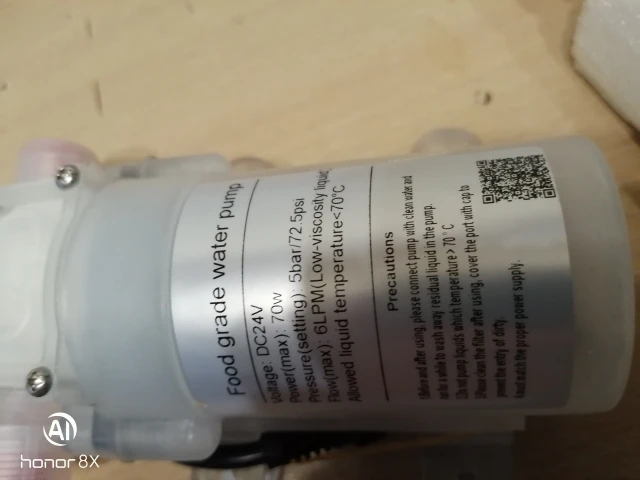 Food grade water pump
Voltage: DC24V
Power(max): 70w
Pressure(setting): 5bar/72.5psi
Flow(max): 6LPM(Low-viscosity liquid
Allowed liquid temperature<70°C
Precautions
1.Before and after using, please connect pump with clean water and
run for a while to wash away residual liquid in the pump.
2.Do not pump liquids which temperature > 70 °C
3.Please clean the filter after using, cover the port with cap to
prevent the entry of dirty.
match the proper power supply.
AI
honor 8X